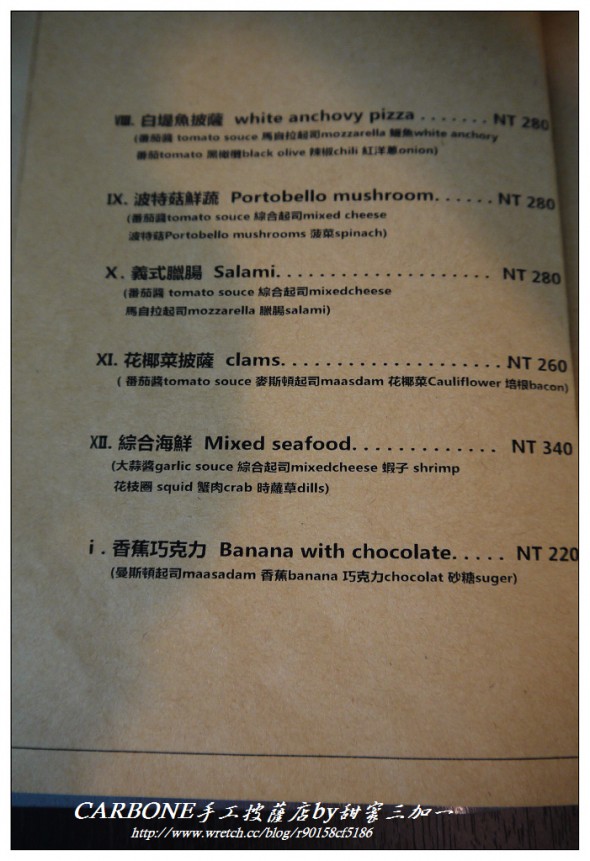 VIII. 白堤魚披薩 white anchovy pizza . . . . . . . NT 280
(蕃茄醬 tomato souce 馬自拉起司mozzarella 鯷魚white anchory
蕃茄tomato 黑橄欖black olive 辣椒chili 紅洋蔥onion)
IX. 波特菇鮮蔬 Portobello mushroom. . . . . . NT 280
(蕃茄醬tomato souce 綜合起司mixed cheese
波特菇Portobello mushrooms 菠菜spinach)
X. 義式臘腸 Salami. . . . . . . . . . . . . . . . . . . . NT 280
(蕃茄醬 tomato souce 綜合起司mixedcheese
馬自拉起司mozzarella 臘腸salami)
XI. 花椰菜披薩 clams. . . . . . . . . . . . . . . . . . . . . NT 260
( 蕃茄醬tomato souce 麥斯頓起司maasdam 花椰菜Cauliflower 培根bacon)
XII. 綜合海鮮 Mixed seafood. . . . . . . . . . . . . NT 340
(大蒜醬garlic souce 綜合起司mixedcheese 蝦子 shrimp
花枝圈 squid 蟹肉crab 時蘿草dills)
i . 香蕉巧克力 Banana with chocolate. . . . . NT 220
(曼斯頓起司maasadam 香蕉banana 巧克力chocolat 砂糖suger)
CARBONE手工披薩店by甜蜜三加一
http://www.wretch.cc/blog/r90158cf5186